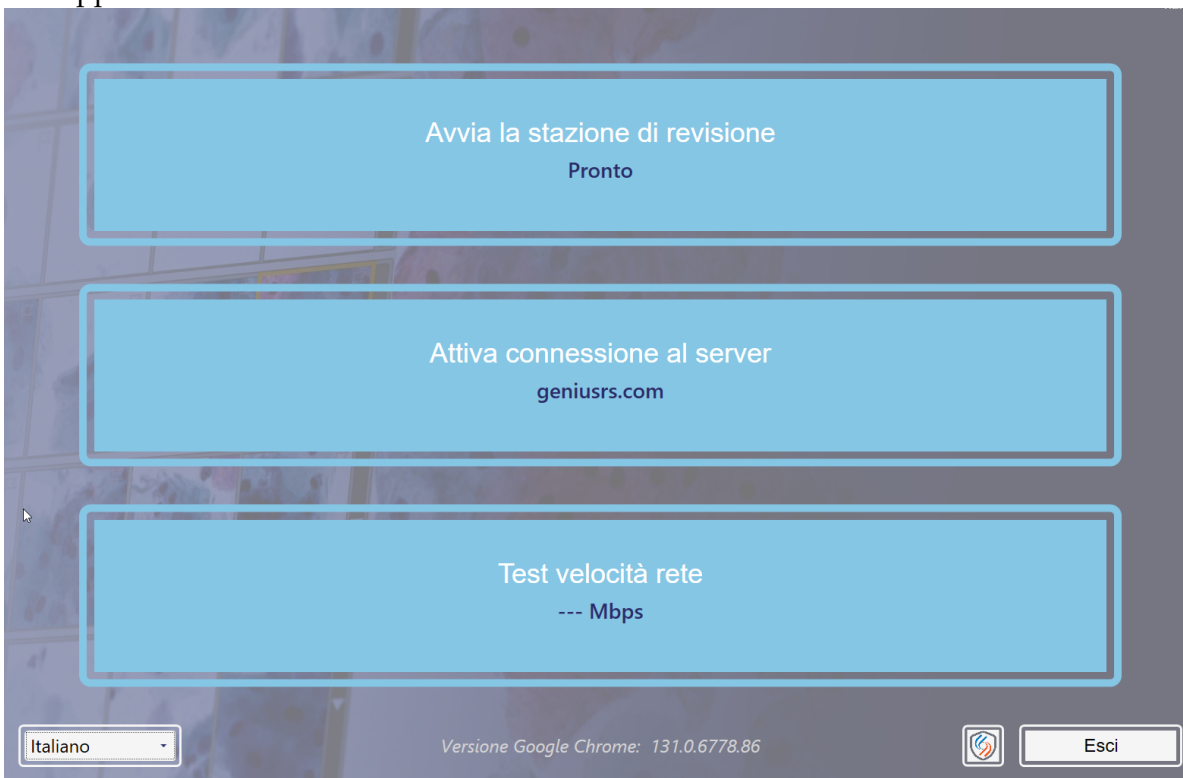 Avvia la stazione di revisione
Pronto
Attiva connessione al server
geniusrs.com
Test velocità rete
--- Mbps
Italiano
Versione Google Chrome: 131.0.6778.86
Esci